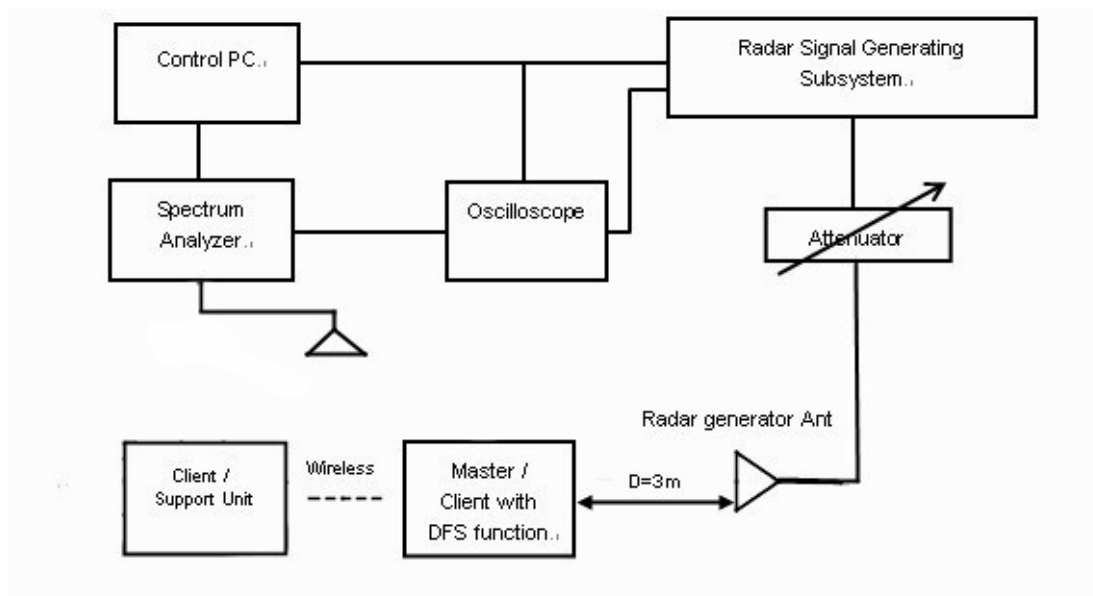 Control PC.
Radar Signal Generating
Subsystem.
Spectrum
Analyzer.
Oscilloscope
Attenuator
Radar generator Ant
Client /
Support Unit
Wireless
Master /
Client with
DFS function.
D=3m